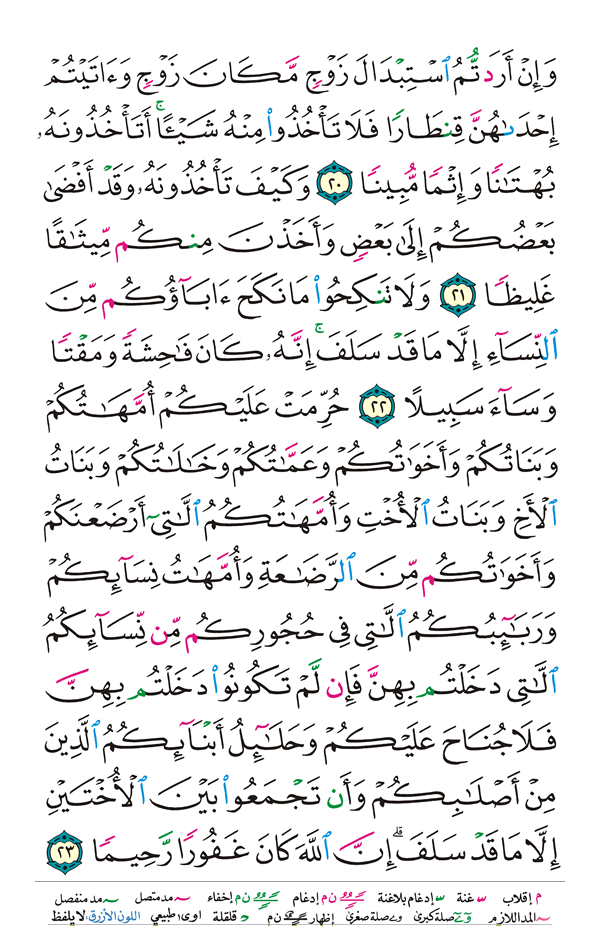 وَإِنْ أَرَدتُّمُ ٱسْتِبْدَالَ زَوْجٍ مَّكَانَ زَوْجٍ وَءَاتَيْتُمْ
إِحْدَىٰهُنَّ قِنطَارًا فَلَا تَأْخُذُوا۟ مِنْهُ شَيْـًٔا ۚ أَتَأْخُذُونَهُۥ
بُهْتَـٰنًا وَإِثْمًا مُّبِينًا ٢٠ وَكَيْفَ تَأْخُذُونَهُۥ وَقَدْ أَفْضَىٰ
بَعْضُكُمْ إِلَىٰ بَعْضٍ وَأَخَذْنَ مِنكُم مِّيثَـٰقًا
غَلِيظًا ٢١ وَلَا تَنكِحُوا۟ مَا نَكَحَ ءَابَآؤُكُم مِّنَ
ٱلنِّسَآءِ إِلَّا مَا قَدْ سَلَفَ ۚ إِنَّهُۥ كَانَ فَـٰحِشَةً وَمَقْتًا
وَسَآءَ سَبِيلًا ٢٢ حُرِّمَتْ عَلَيْكُمْ أُمَّهَـٰتُكُمْ
وَبَنَاتُكُمْ وَأَخَوَٰتُكُمْ وَعَمَّـٰتُكُمْ وَخَـٰلَـٰتُكُمْ وَبَنَاتُ
ٱلْأَخِ وَبَنَاتُ ٱلْأُخْتِ وَأُمَّهَـٰتُكُمُ ٱلَّـٰتِىٓ أَرْضَعْنَكُمْ
وَأَخَوَٰتُكُم مِّنَ ٱلرَّضَـٰعَةِ وَأُمَّهَـٰتُ نِسَآئِكُمْ
وَرَبَـٰٓئِبُكُمُ ٱلَّـٰتِى فِى حُجُورِكُم مِّن نِّسَآئِكُمُ
ٱلَّـٰتِى دَخَلْتُم بِهِنَّ فَإِن لَّمْ تَكُونُوا۟ دَخَلْتُم بِهِنَّ
فَلَا جُنَاحَ عَلَيْكُمْ وَحَلَـٰٓئِلُ أَبْنَآئِكُمُ ٱلَّذِينَ
مِنْ أَصْلَـٰبِكُمْ وَأَن تَجْمَعُوا۟ بَيْنَ ٱلْأُخْتَيْنِ
إِلَّا مَا قَدْ سَلَفَ ۗ إِنَّ ٱللَّهَ كَانَ غَفُورًا رَّحِيمًا ٢٣
م إقلاب غنة إدغام بلاغنة ن م إدغام ن م إخفاء مد متصل مد منفصل
المد اللازم صلة كبرى صلة صغرى إظهار ن م قلقلة اوى طبيعي اللون الأزرق: لا يلفظ